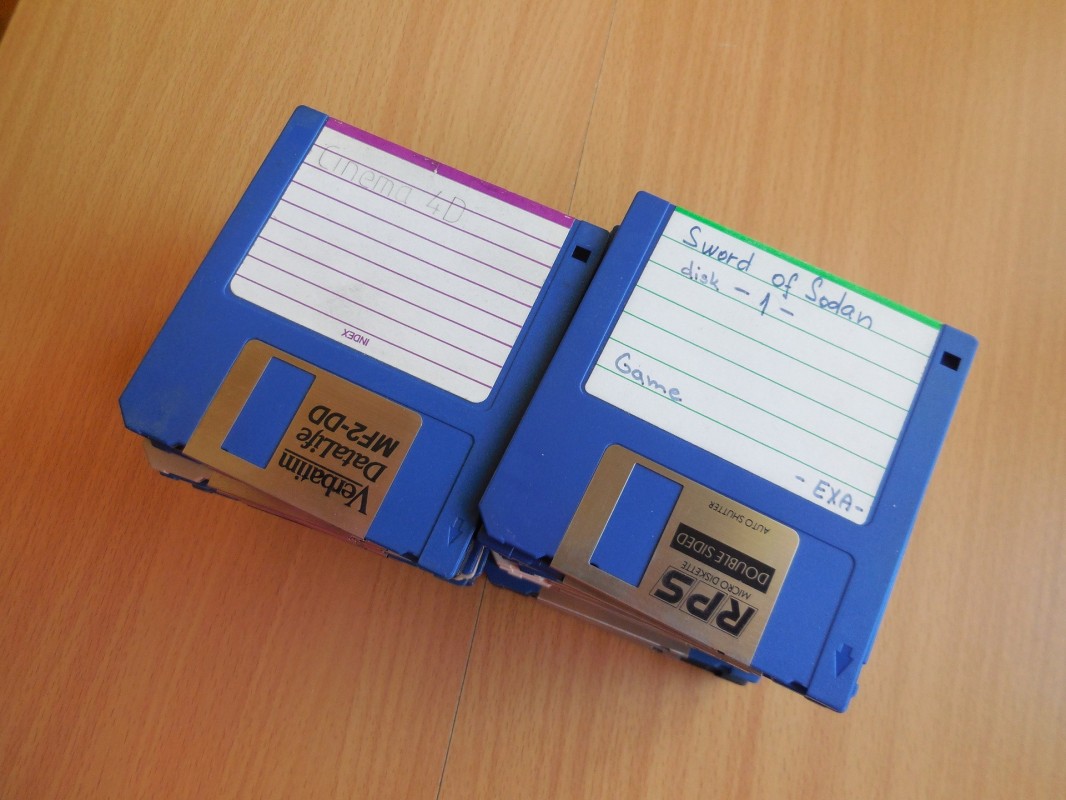 Cinema 4D
INDEX
Verbatim
DataLife
MF2-DD
Sword of Sodan
disk - 1 -
Game
- EXA -
AUTO SHUTTER
DOUBLE SIDED
MICRO DISKETTE
RPS